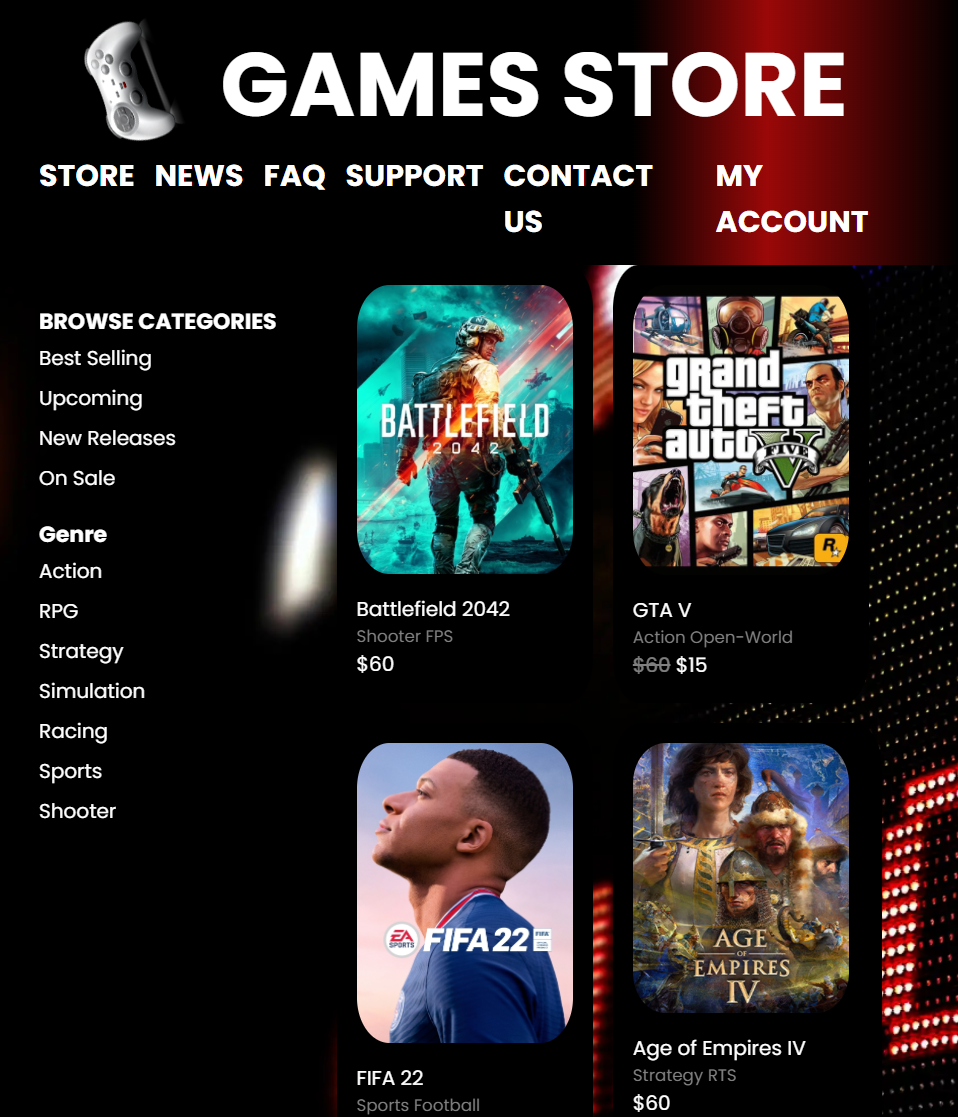 GAMES STORE
STORE NEWS FAQ SUPPORT CONTACT US MY ACCOUNT
BROWSE CATEGORIES
Best Selling
Upcoming
New Releases
On Sale
Genre
Action
RPG
Strategy
Simulation
Racing
Sports
Shooter
BATTLEFIELD
2042
Battlefield 2042
Shooter FPS
$60
grand
theft
auto
V
FIVE
R
GTA V
Action Open-World
$60 $15
EA
SPORTS
FIFA 22
FIFA
FIFA 22
Sports Football
AGE
OF
EMPIRES
IV
Age of Empires IV
Strategy RTS
$60